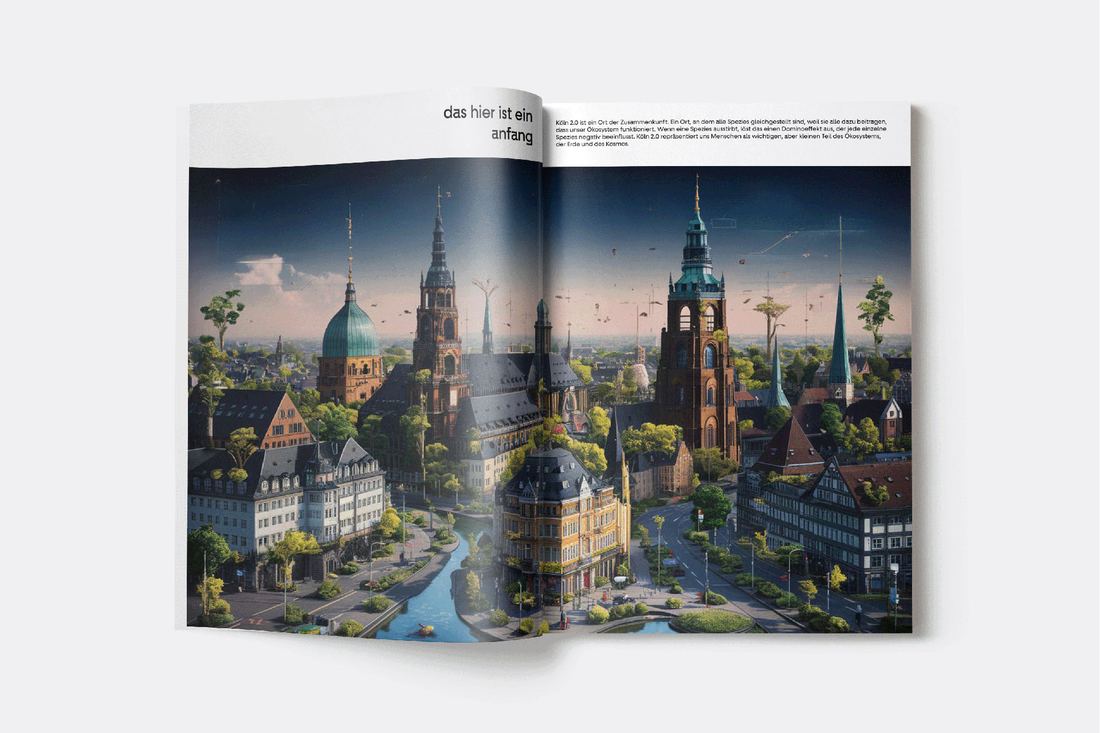 das hier ist ein
anfang
Köln 2.0 ist ein Ort der Zusammenkunft. Ein Ort, an dem alle Spezies gleichgestellt sind, weil sie alle dazu beitragen,
dass unser Ökosystem funktioniert. Wenn eine Spezies ausstirbt, löst das einen Dominoeffekt aus, der jede einzelne
Spezies negativ beeinflusst. Köln 2.0 repräsentiert uns Menschen als wichtigen, aber kleinen Teil des Ökosystems,
der Erde und des Kosmos.